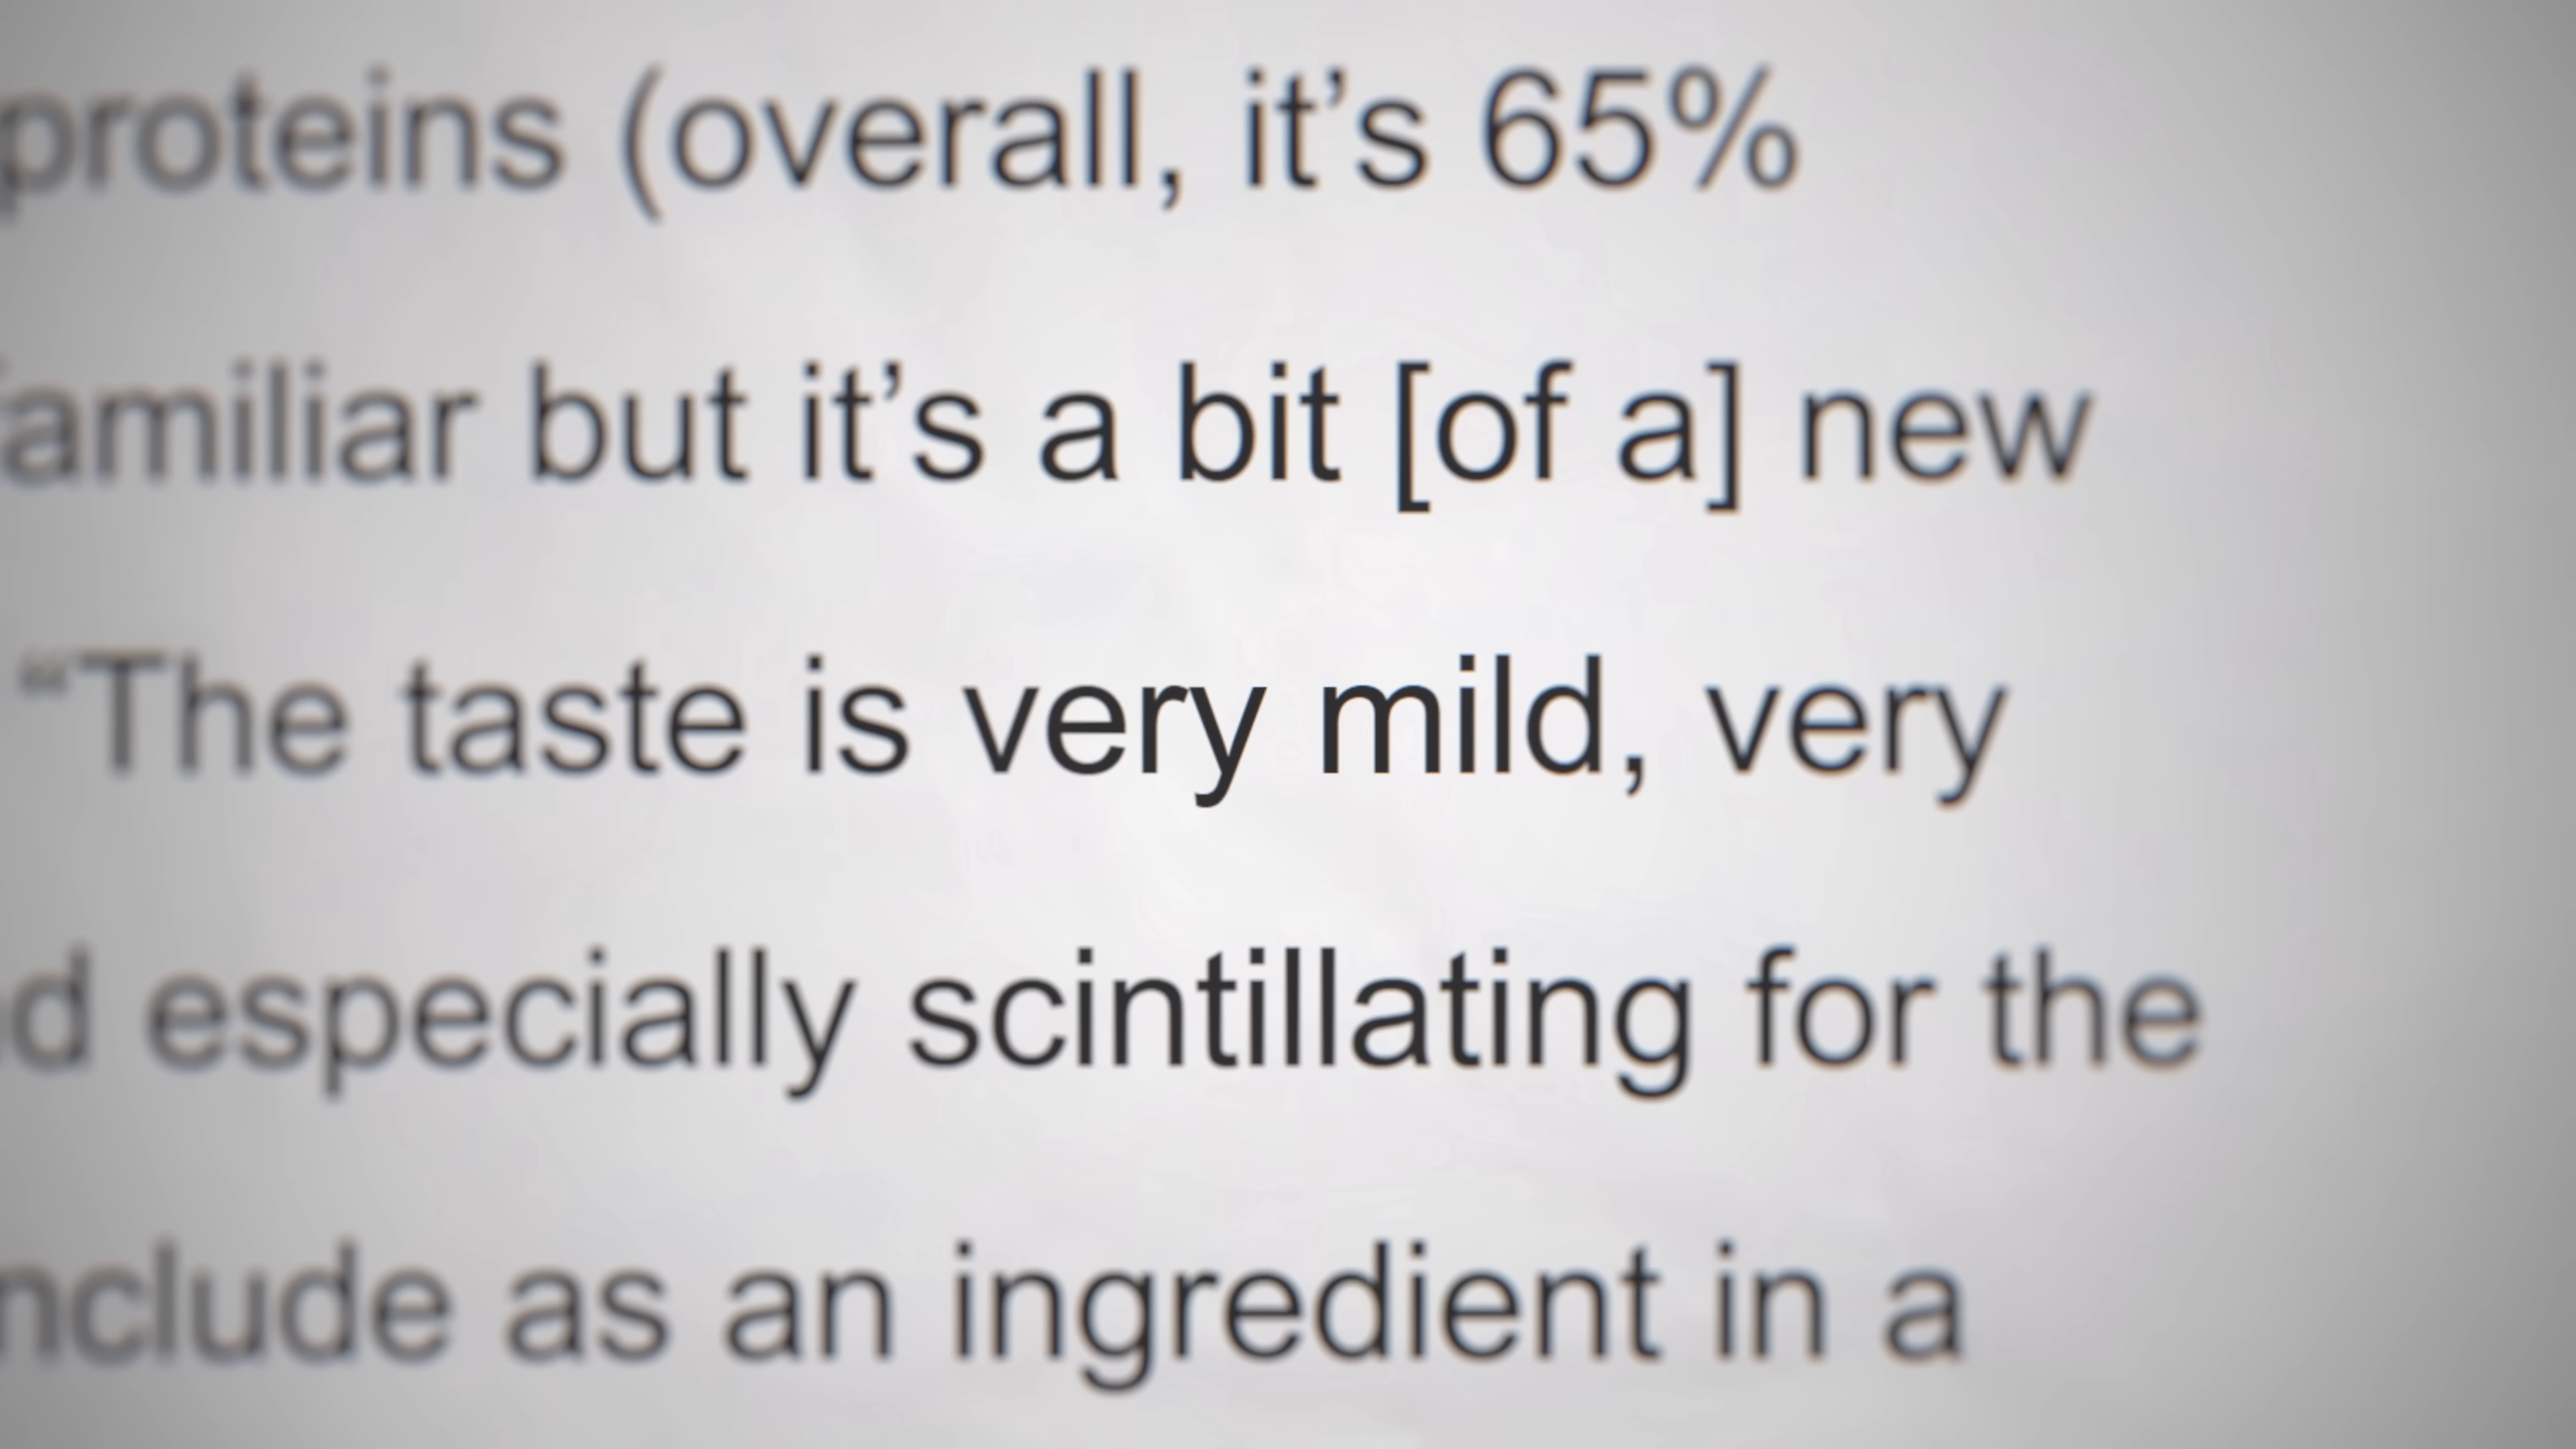 proteins (overall, it’s 65%
familiar but it’s a bit [of a] new
“The taste is very mild, very
d especially scintillating for the
nclude as an ingredient in a